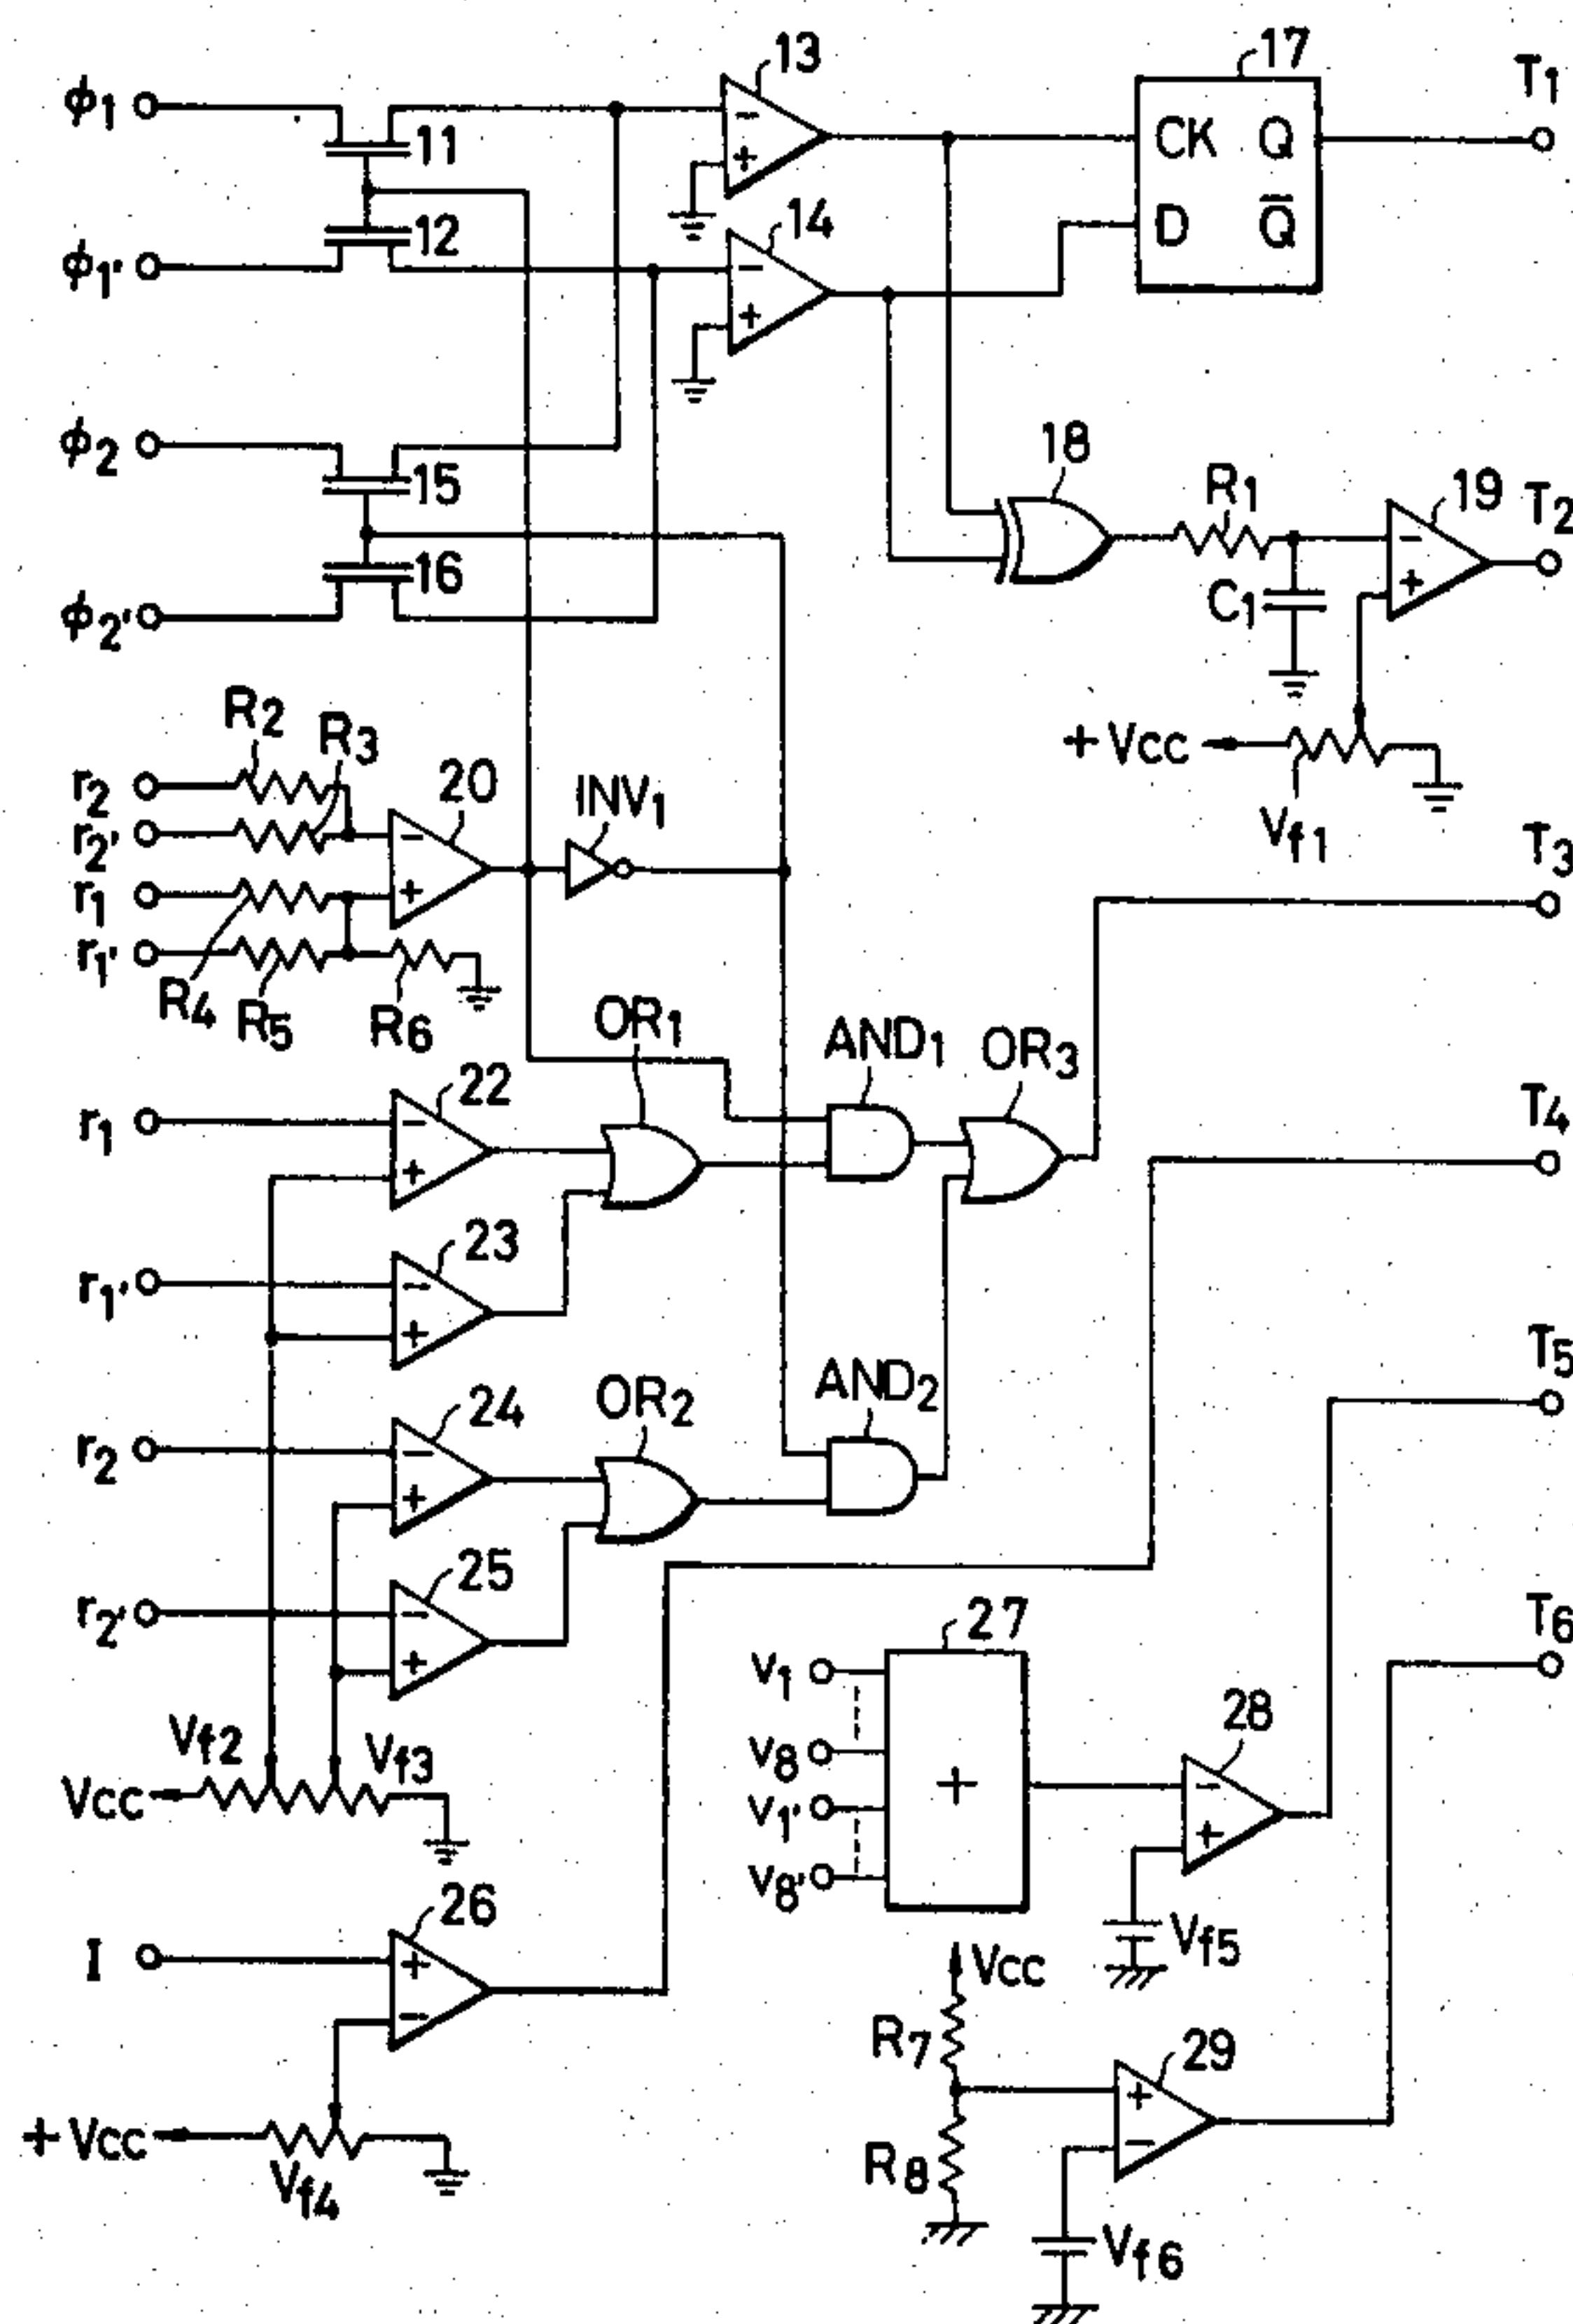 13
17
T1
ϕ1
11
- +
CK Q
D Q̅
12
14
ϕ1'
- +
ϕ2
15
18
R1
19
T2
16
- +
C1
ϕ2'
R2
R3
+Vcc
Vf1
r2
20
INV1
r2'
- +
T3
r1
r1'
R4
R5
R6
OR1
AND1
OR3
22
T4
r1
- +
23
r1'
- +
T5
24
OR2
AND2
r2
- +
25
r2'
- +
27
T6
v1
28
Vf2
Vf3
v8
+
- +
Vcc
v1'
v8'
26
Vf5
I
+ -
Vcc
R7
29
+ -
+Vcc
R8
Vf4
Vf6